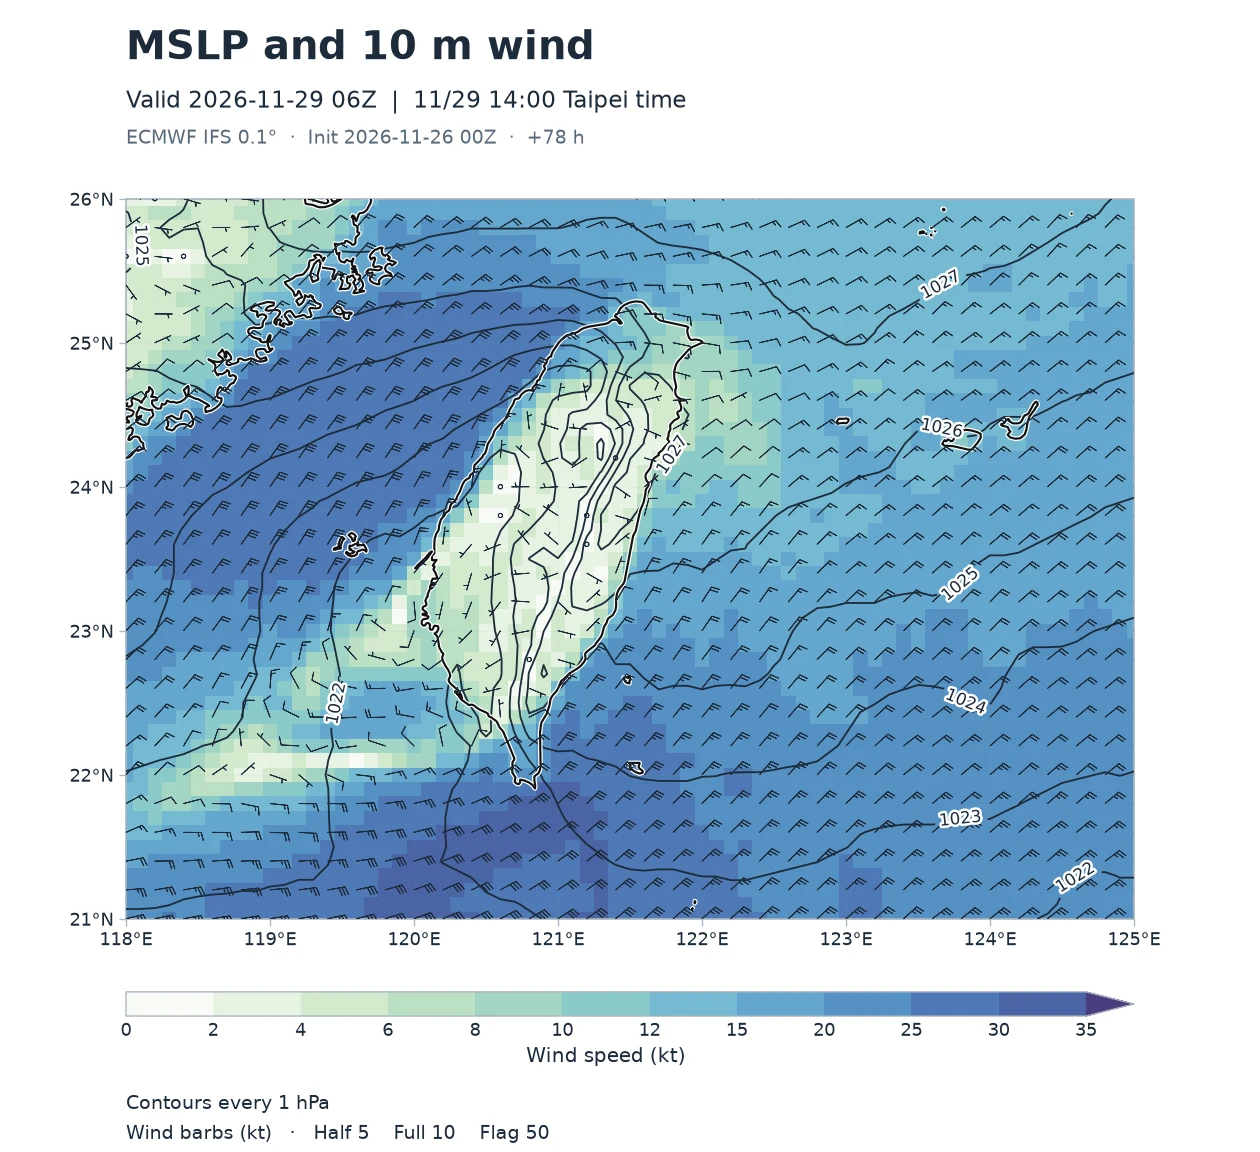 MSLP and 10 m wind
Valid 2026-11-29 06Z | 11/29 14:00 Taipei time
ECMWF IFS 0.1° · Init 2026-11-26 00Z · +78 h
26°N
25°N
24°N
23°N
22°N
21°N
1025
1027
1026
1027
1025
1024
1022
1023
1022
118°E 119°E 120°E 121°E 122°E 123°E 124°E 125°E
0 2 4 6 8 10 12 15 20 25 30 35
Wind speed (kt)
Contours every 1 hPa
Wind barbs (kt) · Half 5 Full 10 Flag 50